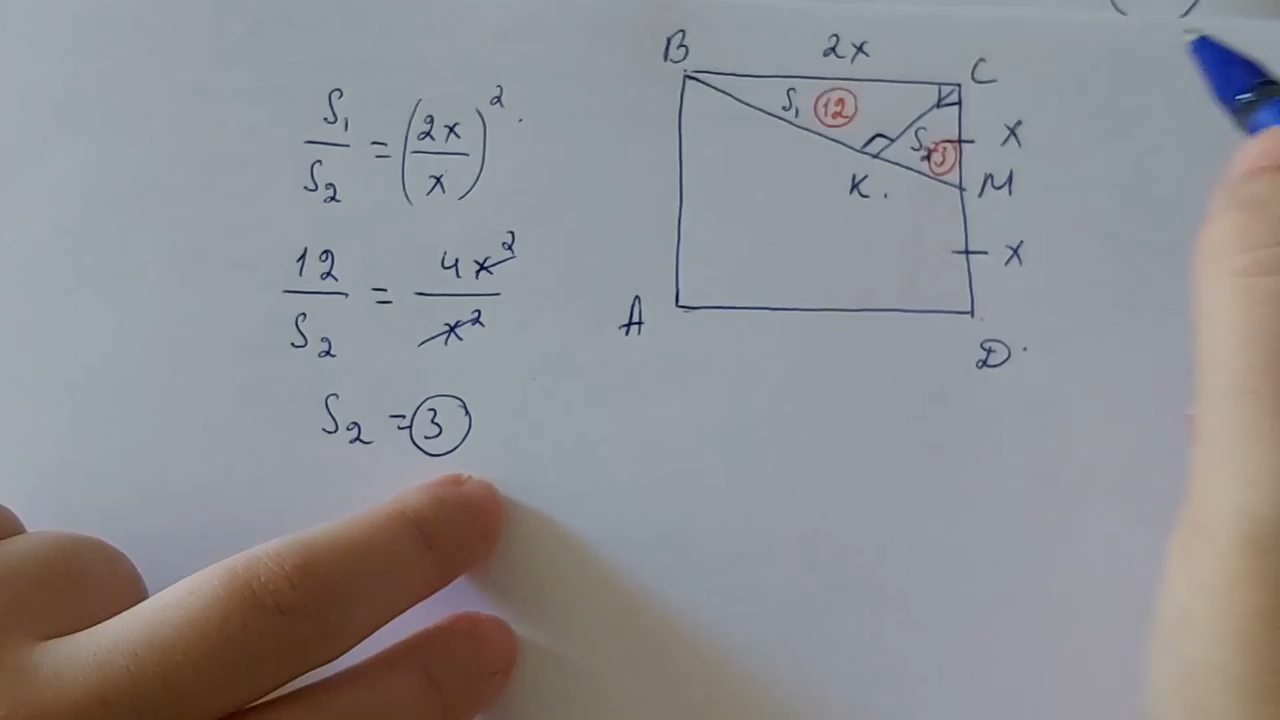 S₁/S₂ = (2x/x)².
12/S₂ = 4x²/x²
S₂ = 3
B 2x C
S₁ 12
S₂ 3 x
K. M
x
A
D.